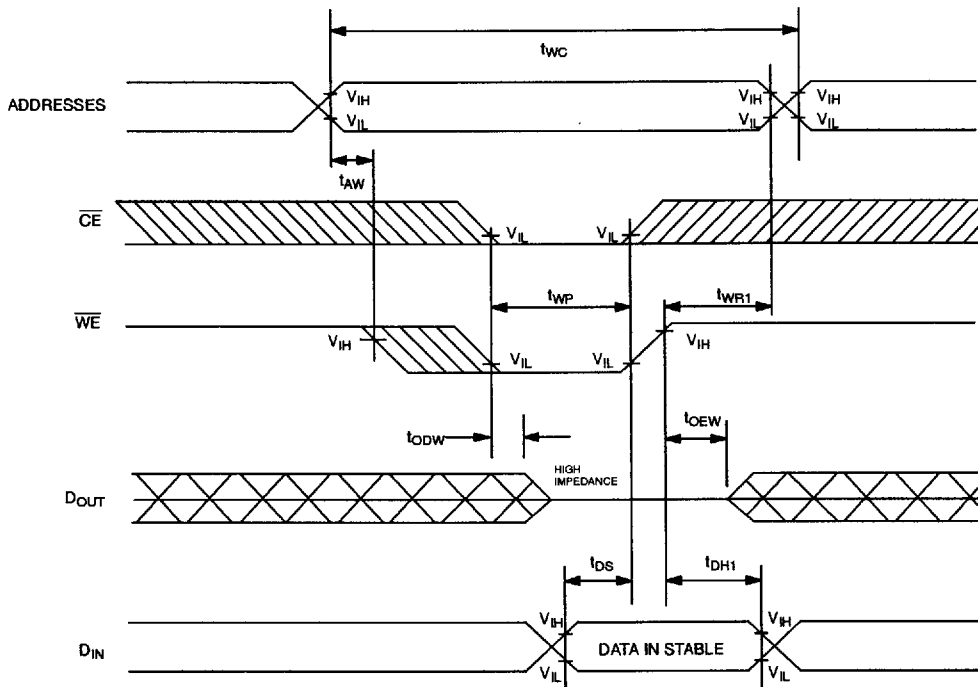 tWC
ADDRESSES
VIH VIH VIH
VIL VIL VIL
tAW
CE
VIL VIL
tWP tWR1
WE
VIH VIH
VIL VIL
tODW tOEW
HIGH
IMPEDANCE
DOUT
tDS tDH1
VIH VIH
DIN DATA IN STABLE
VIL VIL